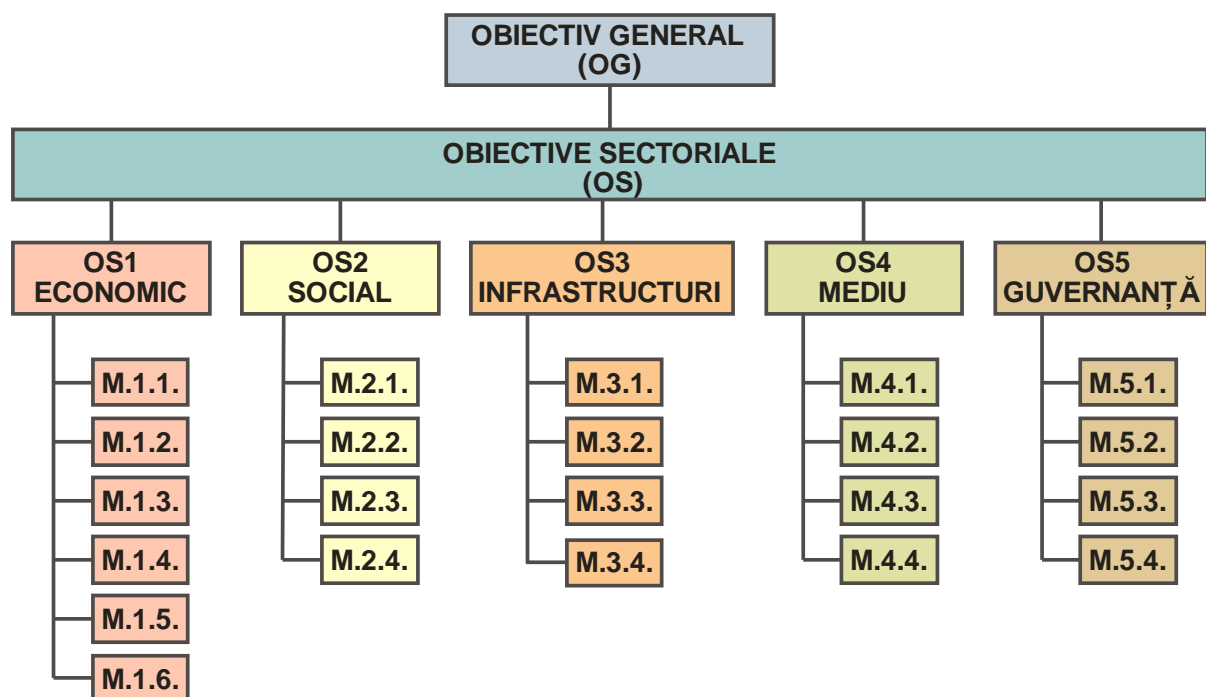 OBIECTIV GENERAL
(OG)
OBIECTIVE SECTORIALE
(OS)
OS1
ECONOMIC
OS2
SOCIAL
OS3
INFRASTRUCTURI
OS4
MEDIU
OS5
GUVERNANȚĂ
M.1.1.
M.1.2.
M.1.3.
M.1.4.
M.1.5.
M.1.6.
M.2.1.
M.2.2.
M.2.3.
M.2.4.
M.3.1.
M.3.2.
M.3.3.
M.3.4.
M.4.1.
M.4.2.
M.4.3.
M.4.4.
M.5.1.
M.5.2.
M.5.3.
M.5.4.